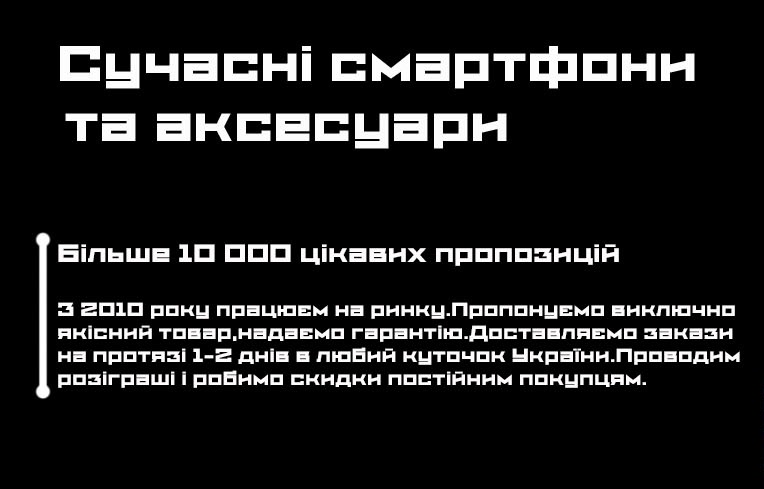 Сучасні смартфони
та аксесуари
Більше 10 000 цікавих пропозицій
З 2010 року працюєм на ринку.Пропонуємо виключно
якісний товар,надаємо гарантію.Доставляємо закази
на протязі 1-2 днів в любий куточок України.Проводим
розіграші і робимо скидки постійним покупцям.